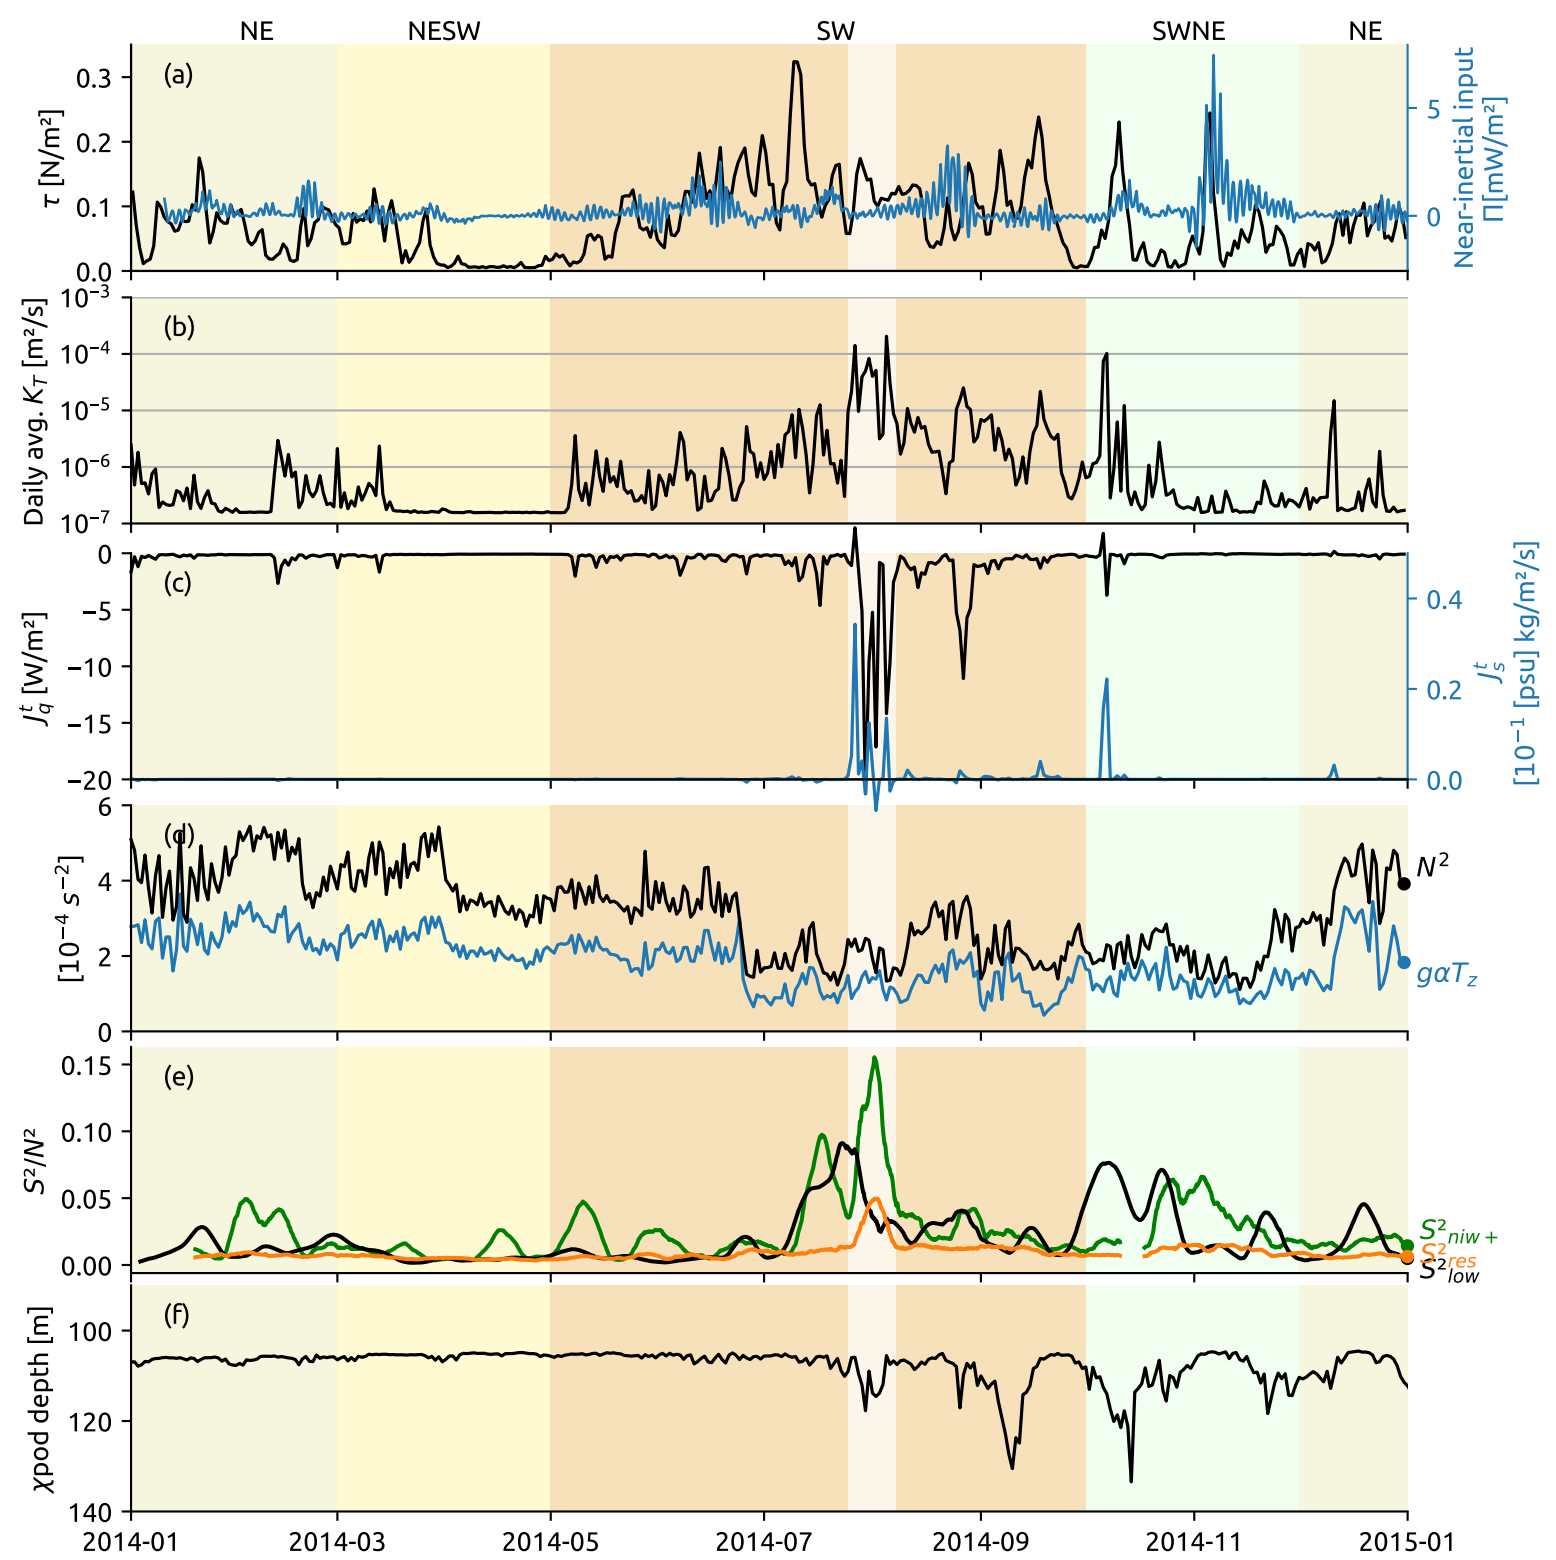 NE NESW SW SWNE NE
(a)
0.3
0.2
0.1
0.0
τ [N/m²]
5
0
Near-inertial input
Π[mW/m²]
(b)
10⁻³
10⁻⁴
10⁻⁵
10⁻⁶
10⁻⁷
Daily avg. K_T [m²/s]
(c)
0
−5
−10
−15
−20
J_q^t [W/m²]
0.4
0.2
0.0
J_s^t
[10⁻¹ [psu] kg/m²/s]
(d)
6
4
2
0
[10⁻⁴ s⁻²]
N²
gαT_z
(e)
0.15
0.10
0.05
0.00
S²/N²
S²_niw+
S²_res
S²_low
(f)
100
120
140
χpod depth [m]
2014-01 2014-03 2014-05 2014-07 2014-09 2014-11 2015-01